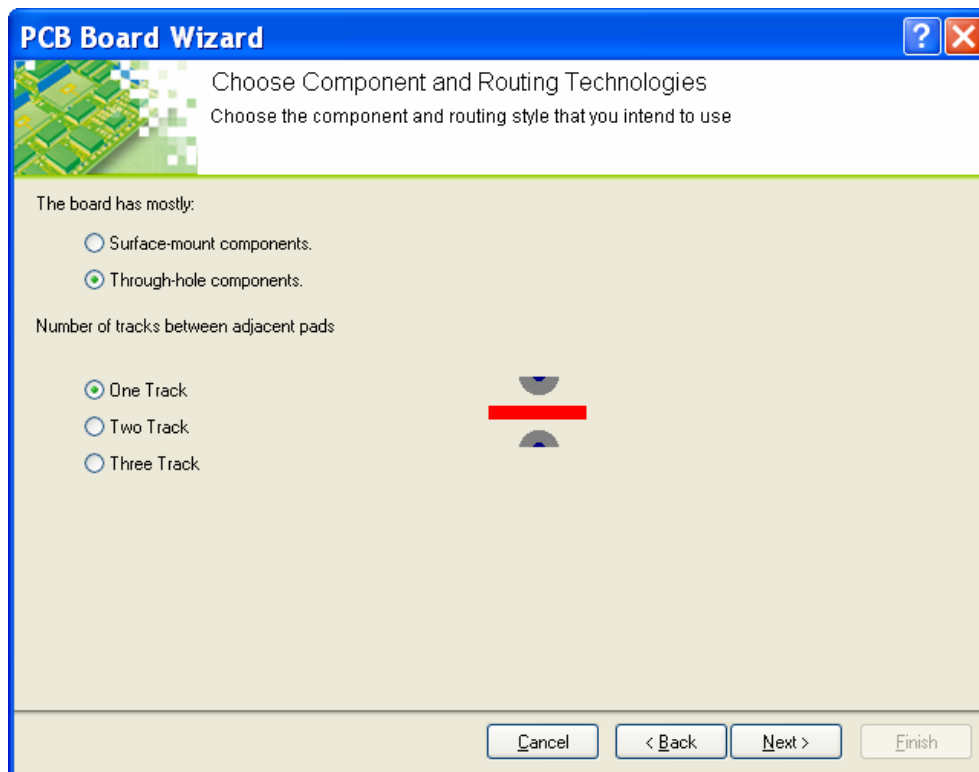 PCB Board Wizard
Choose Component and Routing Technologies
Choose the component and routing style that you intend to use
The board has mostly:
Surface-mount components.
Through-hole components.
Number of tracks between adjacent pads
One Track
Two Track
Three Track
Cancel
< Back
Next >
Finish